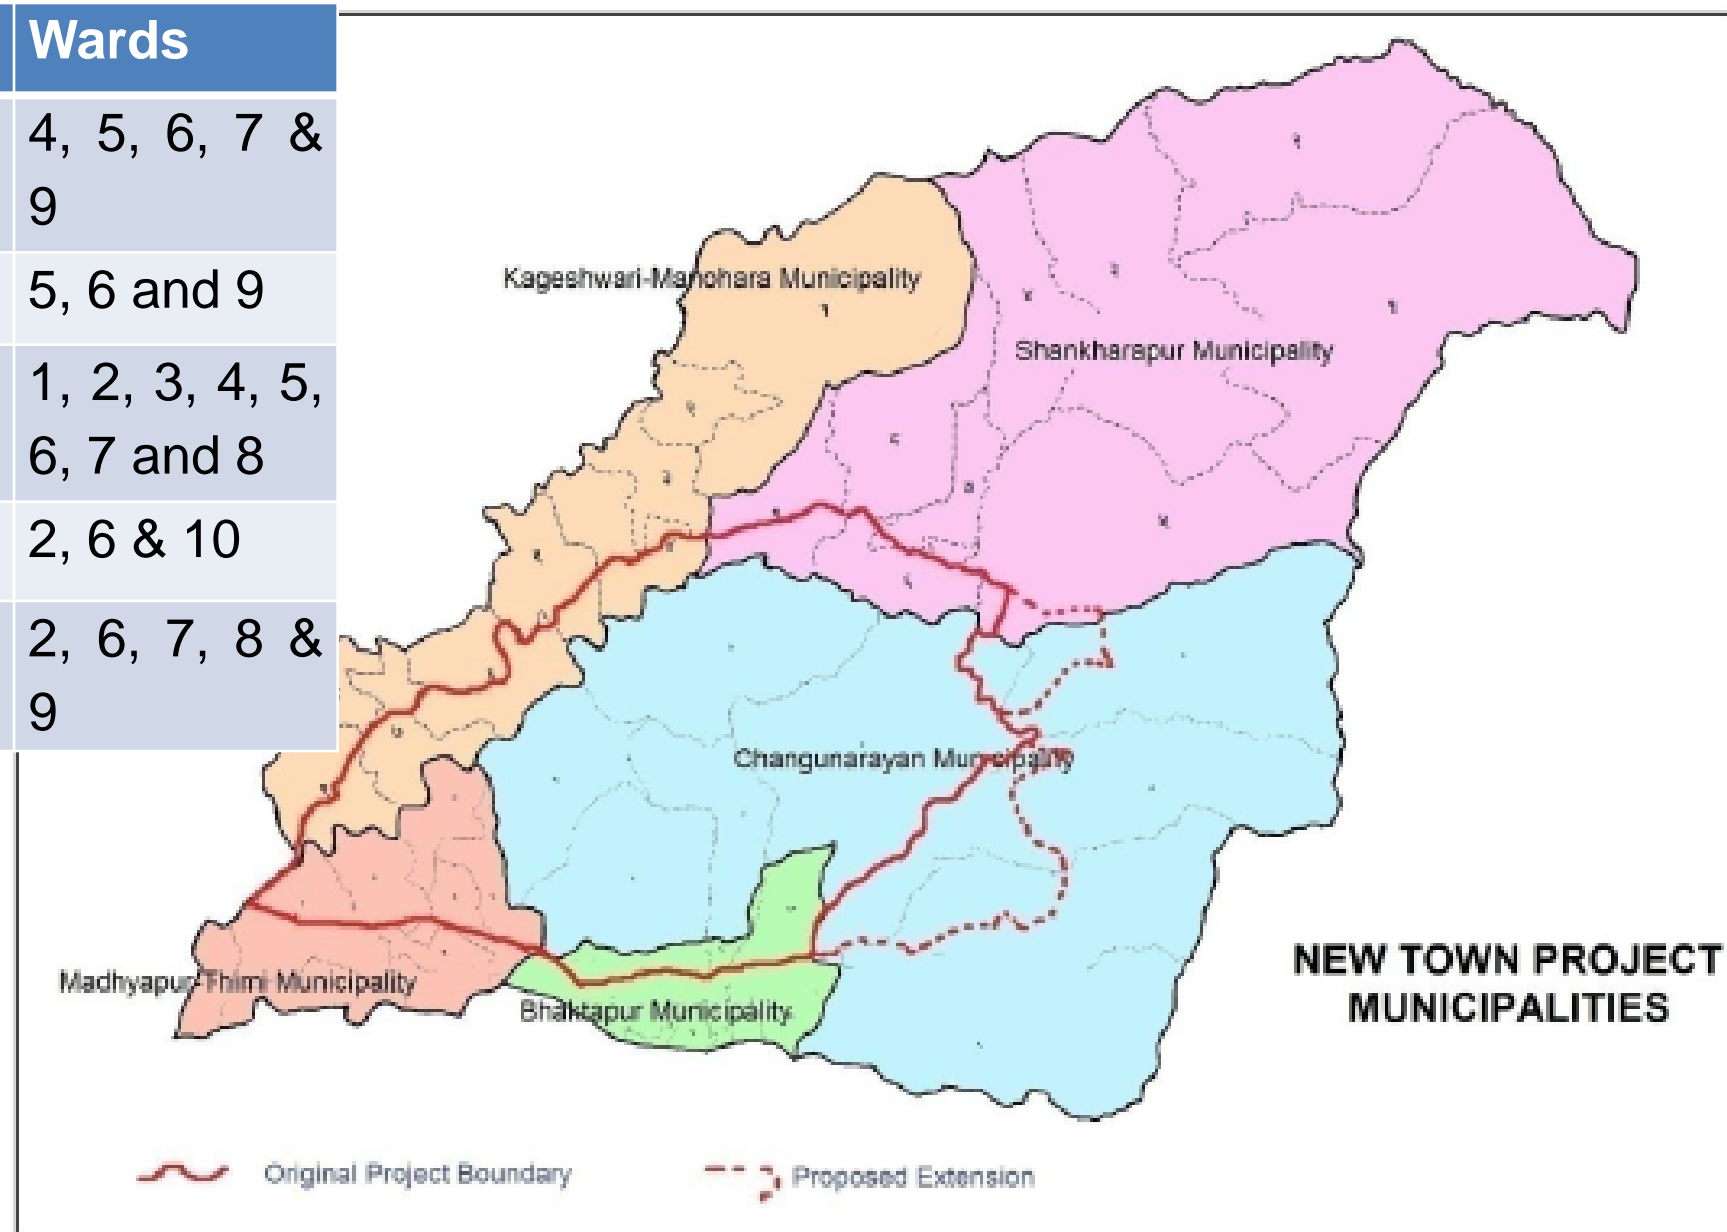 Wards
4, 5, 6, 7 &
9
5, 6 and 9
1, 2, 3, 4, 5,
6, 7 and 8
2, 6 & 10
2, 6, 7, 8 &
9
Kageshwari-Manohara Municipality
Shankharapur Municipality
Changunarayan Municipality
Madhyapur-Thimi Municipality
Bhaktapur Municipality
NEW TOWN PROJECT
MUNICIPALITIES
Original Project Boundary
Proposed Extension